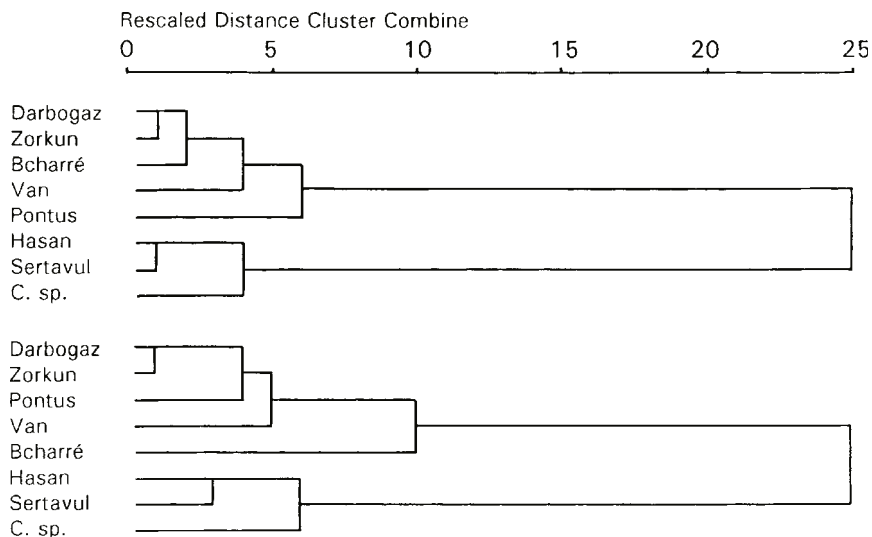 Rescaled Distance Cluster Combine
0 5 10 15 20 25
Darbogaz
Zorkun
Bcharré
Van
Pontus
Hasan
Sertavul
C. sp.
Darbogaz
Zorkun
Pontus
Van
Bcharré
Hasan
Sertavul
C. sp.